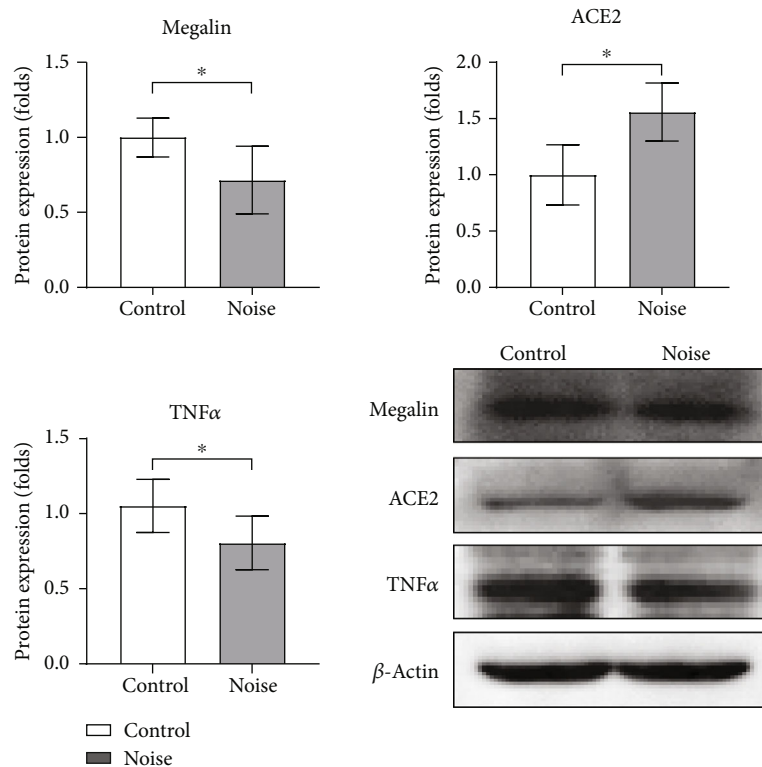 Megalin
Protein expression (folds)
1.5
1.0
0.5
0.0
*
Control Noise
ACE2
Protein expression (folds)
2.0
1.5
1.0
0.5
0.0
*
Control Noise
TNFα
Protein expression (folds)
1.5
1.0
0.5
0.0
*
Control Noise
Control
Noise
Control Noise
Megalin
ACE2
TNFα
β-Actin